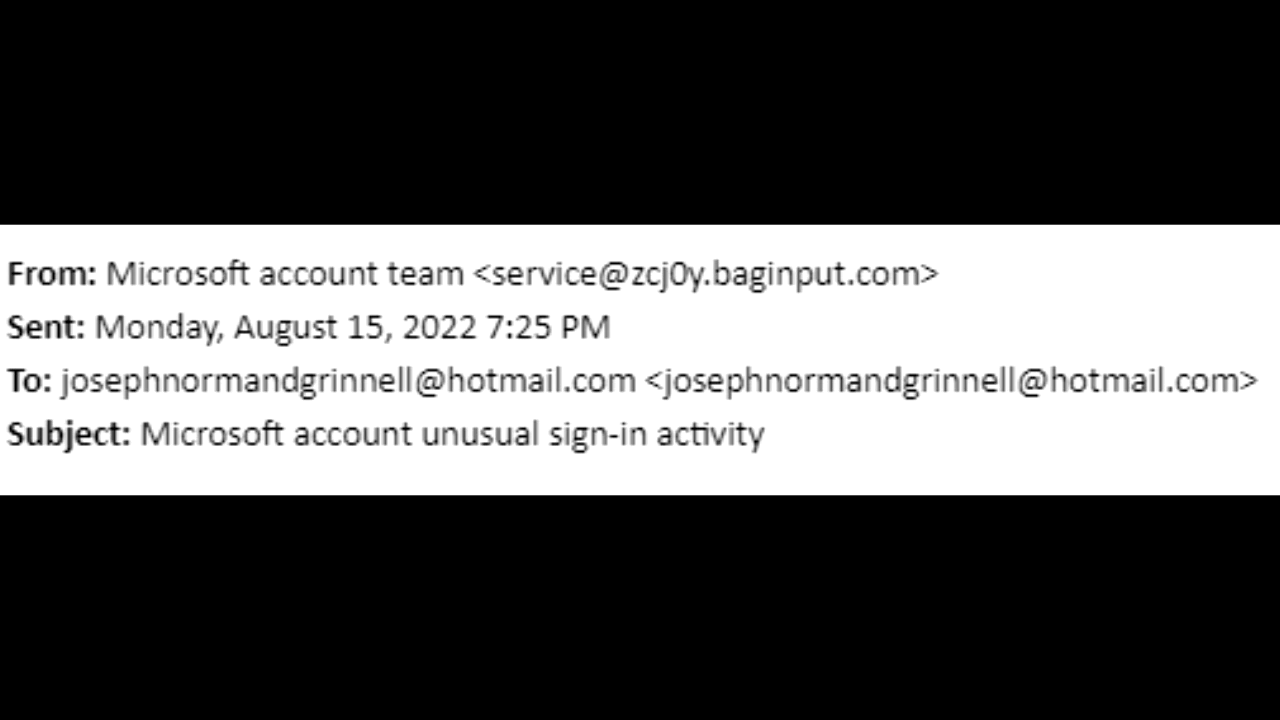 From: Microsoft account team <service@zcj0y.baginput.com>
Sent: Monday, August 15, 2022 7:25 PM
To: josephnormandgrinnell@hotmail.com <josephnormandgrinnell@hotmail.com>
Subject: Microsoft account unusual sign-in activity